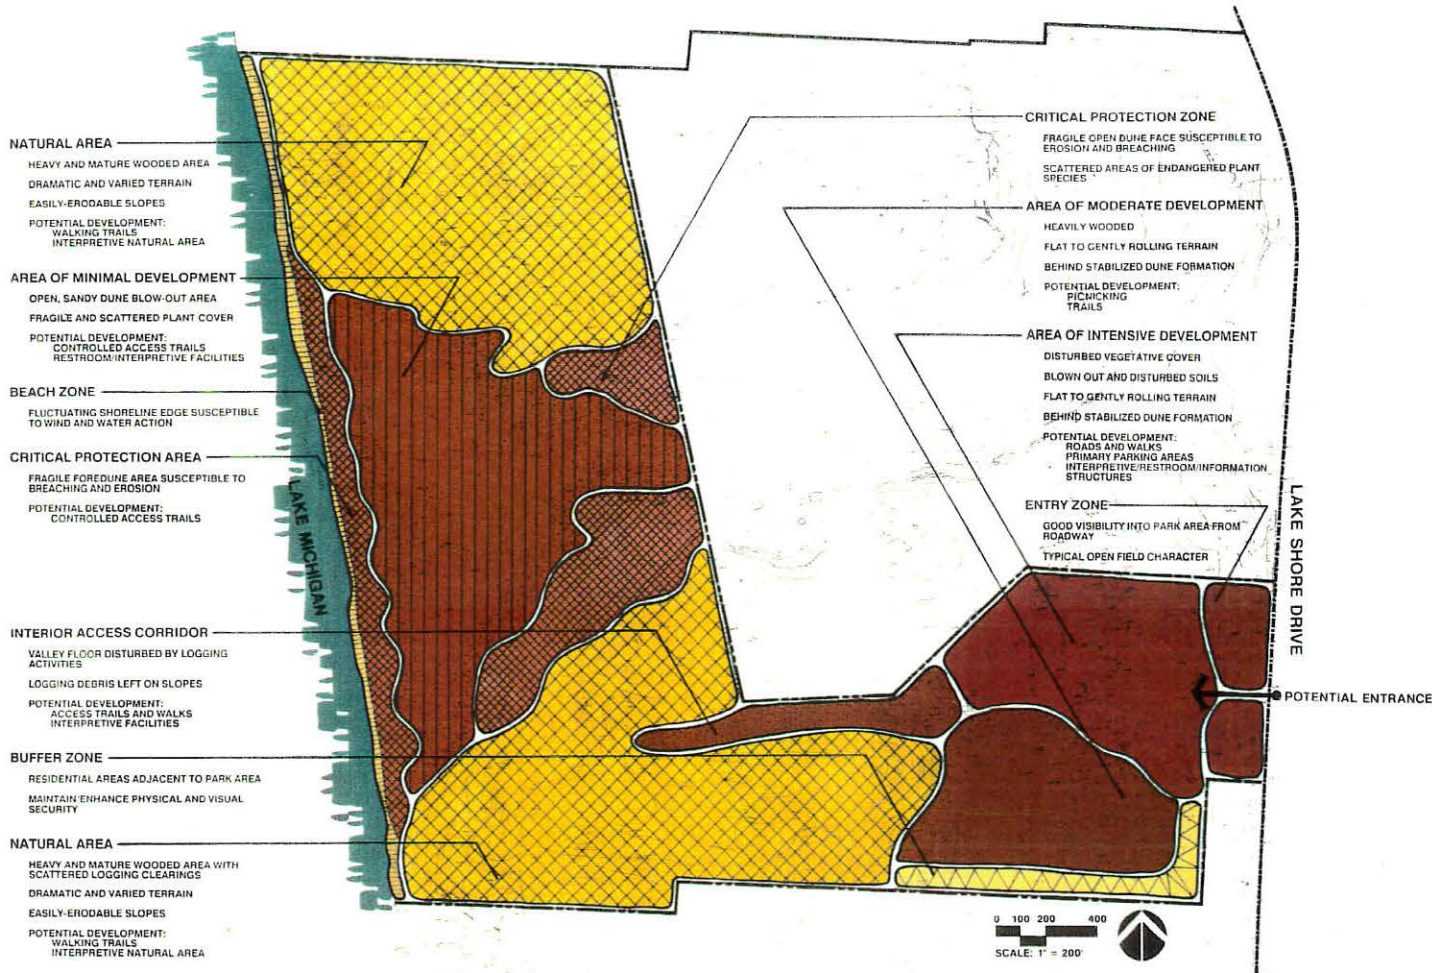 NATURAL AREA
HEAVY AND MATURE WOODED AREA
DRAMATIC AND VARIED TERRAIN
EASILY-ERODABLE SLOPES
POTENTIAL DEVELOPMENT:
WALKING TRAILS
INTERPRETIVE NATURAL AREA
AREA OF MINIMAL DEVELOPMENT
OPEN, SANDY DUNE BLOW-OUT AREA
FRAGILE AND SCATTERED PLANT COVER
POTENTIAL DEVELOPMENT:
CONTROLLED ACCESS TRAILS
RESTROOM/INTERPRETIVE FACILITIES
BEACH ZONE
FLUCTUATING SHORELINE EDGE SUSCEPTIBLE
TO WIND AND WATER ACTION
CRITICAL PROTECTION AREA
FRAGILE FOREDUNE AREA SUSCEPTIBLE TO
BREACHING AND EROSION
POTENTIAL DEVELOPMENT:
CONTROLLED ACCESS TRAILS
INTERIOR ACCESS CORRIDOR
VALLEY FLOOR DISTURBED BY LOGGING
ACTIVITIES
LOGGING DEBRIS LEFT ON SLOPES
POTENTIAL DEVELOPMENT:
ACCESS TRAILS AND WALKS
INTERPRETIVE FACILITIES
BUFFER ZONE
RESIDENTIAL AREAS ADJACENT TO PARK AREA
MAINTAIN/ENHANCE PHYSICAL AND VISUAL
SECURITY
NATURAL AREA
HEAVY AND MATURE WOODED AREA WITH
SCATTERED LOGGING CLEARINGS
DRAMATIC AND VARIED TERRAIN
EASILY-ERODABLE SLOPES
POTENTIAL DEVELOPMENT:
WALKING TRAILS
INTERPRETIVE NATURAL AREA
LAKE MICHIGAN
CRITICAL PROTECTION ZONE
FRAGILE OPEN DUNE FACE SUSCEPTIBLE TO
EROSION AND BREACHING
SCATTERED AREAS OF ENDANGERED PLANT
SPECIES
AREA OF MODERATE DEVELOPMENT
HEAVILY WOODED
FLAT TO GENTLY ROLLING TERRAIN
BEHIND STABILIZED DUNE FORMATION
POTENTIAL DEVELOPMENT:
PICNICKING
TRAILS
AREA OF INTENSIVE DEVELOPMENT
DISTURBED VEGETATIVE COVER
BLOWN OUT AND DISTURBED SOILS
FLAT TO GENTLY ROLLING TERRAIN
BEHIND STABILIZED DUNE FORMATION
POTENTIAL DEVELOPMENT:
ROADS AND WALKS
PRIMARY PARKING AREAS
INTERPRETIVE/RESTROOM/INFORMATION
STRUCTURES
ENTRY ZONE
GOOD VISIBILITY INTO PARK AREA FROM
ROADWAY
TYPICAL OPEN FIELD CHARACTER
LAKE SHORE DRIVE
POTENTIAL ENTRANCE
0 100 200 400
SCALE: 1" = 200'